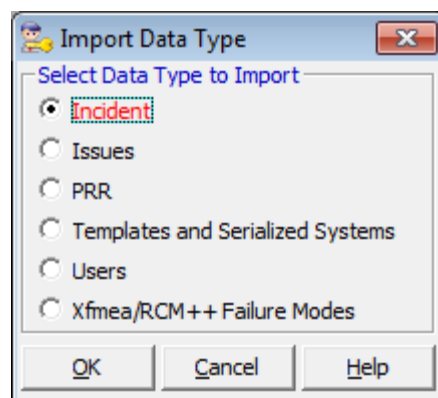 Import Data Type
Select Data Type to Import
Incident
Issues
PRR
Templates and Serialized Systems
Users
Xfmea/RCM++ Failure Modes
OK Cancel Help